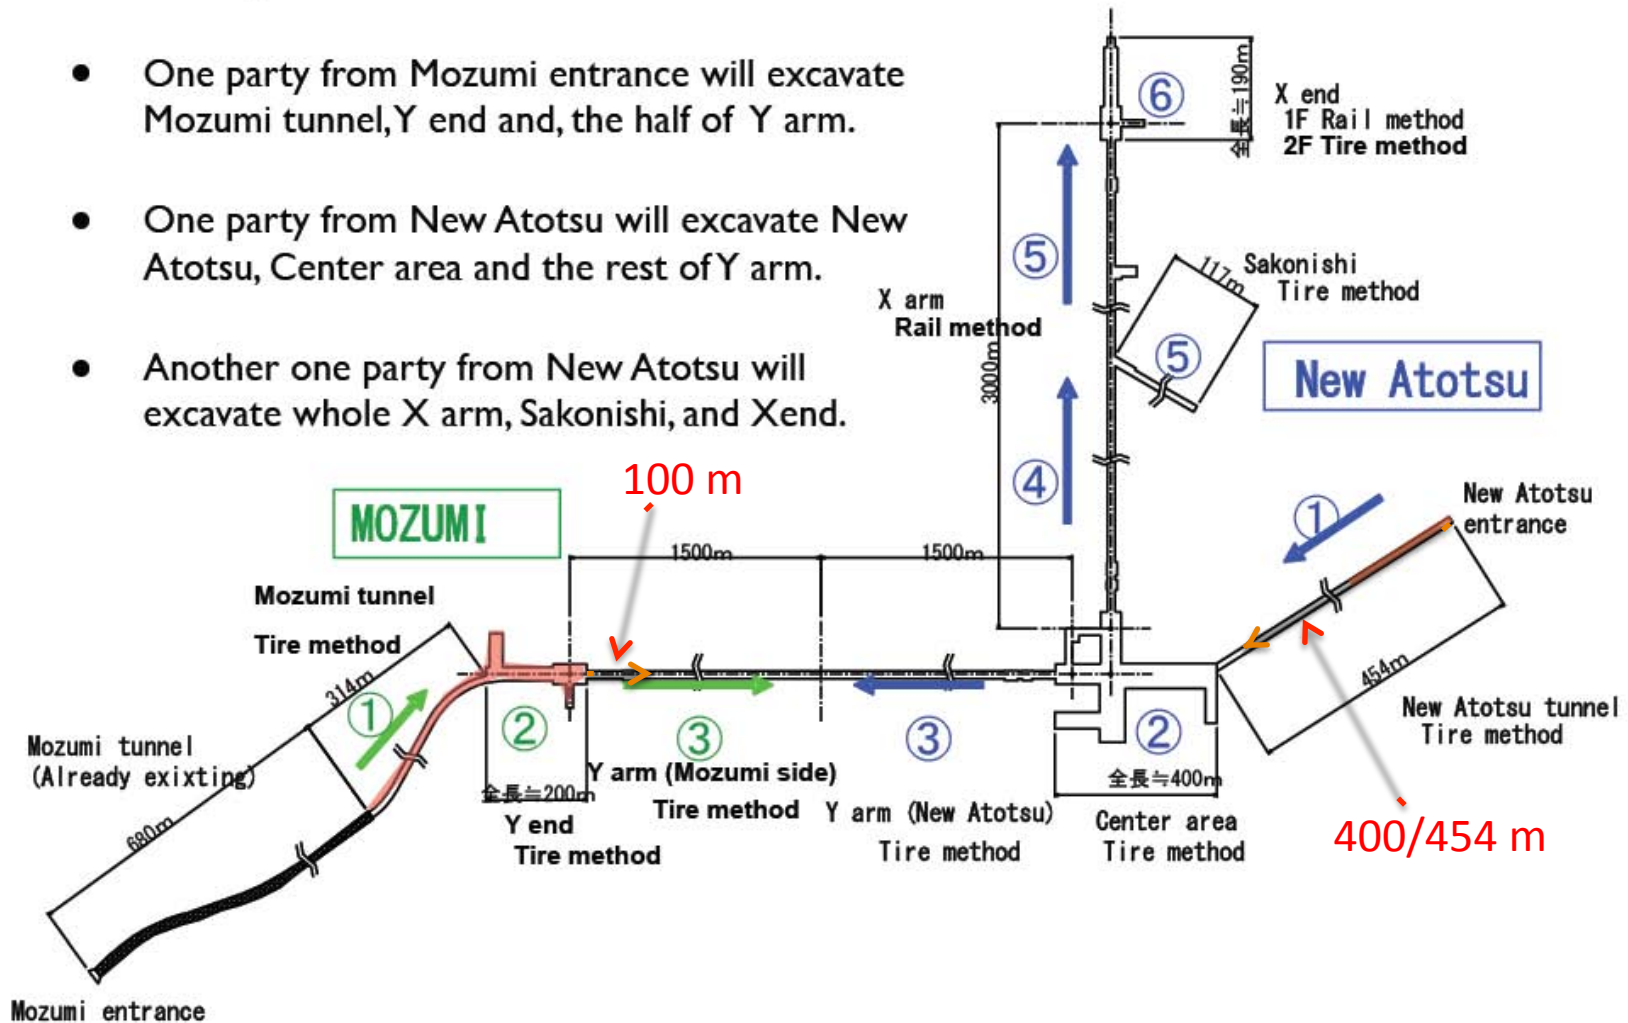 ● One party from Mozumi entrance will excavate
Mozumi tunnel, Y end and, the half of Y arm.
● One party from New Atotsu will excavate New
Atotsu, Center area and the rest of Y arm.
● Another one party from New Atotsu will
excavate whole X arm, Sakonishi, and Xend.
⑥
全長≒190m
X end
1F Rail method
2F Tire method
⑤
117m
Sakonishi
Tire method
X arm
Rail method
3000m
⑤
New Atotsu
④
100 m
MOZUMI
1500m
1500m
①
New Atotsu
entrance
Mozumi tunnel
Tire method
314m
①
454m
②
③
③
②
New Atotsu tunnel
Tire method
Mozumi tunnel
(Already exixting)
680m
全長≒200m
Y end
Tire method
Y arm (Mozumi side)
Tire method
Y arm (New Atotsu)
Tire method
全長≒400m
Center area
Tire method
400/454 m
Mozumi entrance